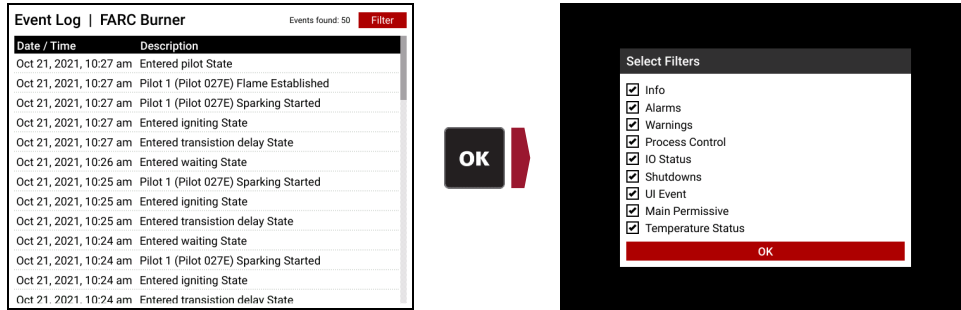 Event Log | FARC Burner
Events found: 50
Filter
Date / Time Description
Oct 21, 2021, 10:27 am Entered pilot State
Oct 21, 2021, 10:27 am Pilot 1 (Pilot 027E) Flame Established
Oct 21, 2021, 10:27 am Pilot 1 (Pilot 027E) Sparking Started
Oct 21, 2021, 10:27 am Entered igniting State
Oct 21, 2021, 10:27 am Entered transistion delay State
Oct 21, 2021, 10:26 am Entered waiting State
Oct 21, 2021, 10:25 am Pilot 1 (Pilot 027E) Sparking Started
Oct 21, 2021, 10:25 am Entered igniting State
Oct 21, 2021, 10:25 am Entered transistion delay State
Oct 21, 2021, 10:24 am Entered waiting State
Oct 21, 2021, 10:24 am Pilot 1 (Pilot 027E) Sparking Started
Oct 21, 2021, 10:24 am Entered igniting State
Oct 21, 2021, 10:24 am Entered transistion delay State
OK
Select Filters
Info
Alarms
Warnings
Process Control
IO Status
Shutdowns
UI Event
Main Permissive
Temperature Status
OK